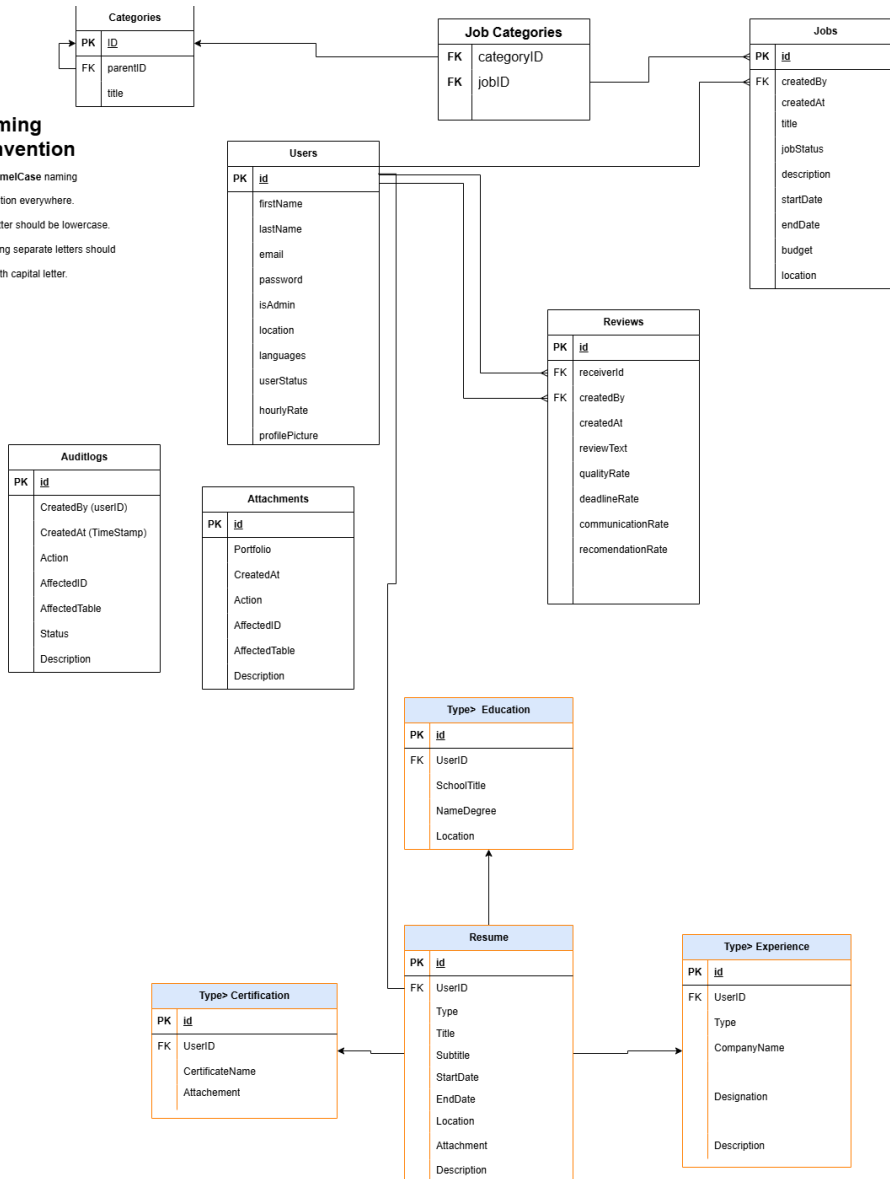 Categories
PK ID
FK parentID
title
Job Categories
FK categoryID
FK jobID
Jobs
PK id
FK createdBy
createdAt
title
jobStatus
description
startDate
endDate
budget
location
ming
vention
melCase naming
tion everywhere.
tter should be lowercase.
ng separate letters should
th capital letter.
Users
PK id
firstName
lastName
email
password
isAdmin
location
languages
userStatus
hourlyRate
profilePicture
Reviews
PK id
FK receiverId
FK createdBy
createdAt
reviewText
qualityRate
deadlineRate
communicationRate
recomendationRate
Auditlogs
PK id
CreatedBy (userID)
CreatedAt (TimeStamp)
Action
AffectedID
AffectedTable
Status
Description
Attachments
PK id
Portfolio
CreatedAt
Action
AffectedID
AffectedTable
Description
Type> Education
PK id
FK UserID
SchoolTitle
NameDegree
Location
Resume
PK id
FK UserID
Type
Title
Subtitle
StartDate
EndDate
Location
Attachment
Description
Type> Certification
PK id
FK UserID
CertificateName
Attachement
Type> Experience
PK id
FK UserID
Type
CompanyName
Designation
Description